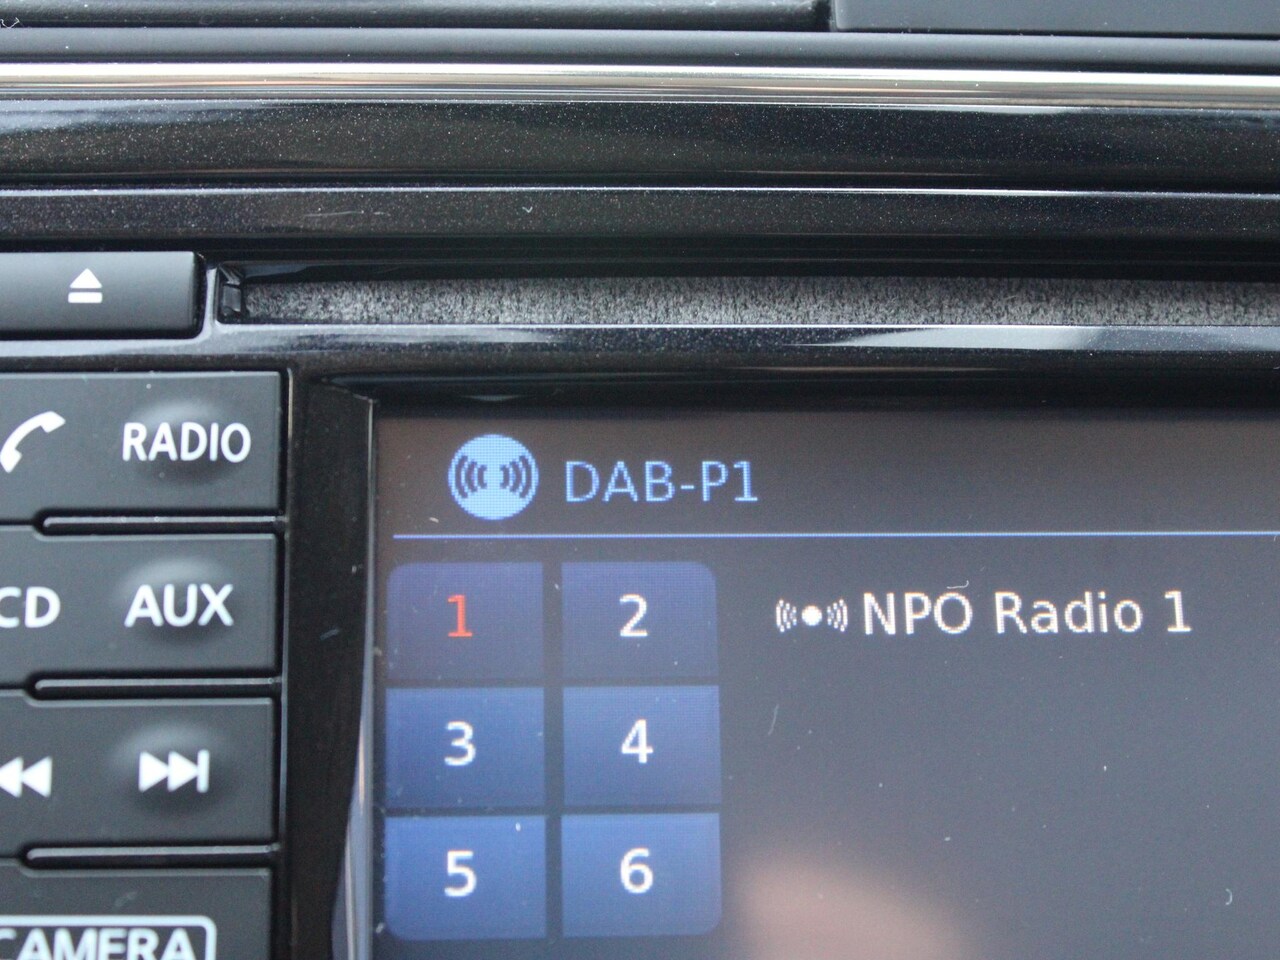 RADIO
CD AUX
CAMERA
DAB-P1
1 2
NPO Radio 1
3 4
5 6